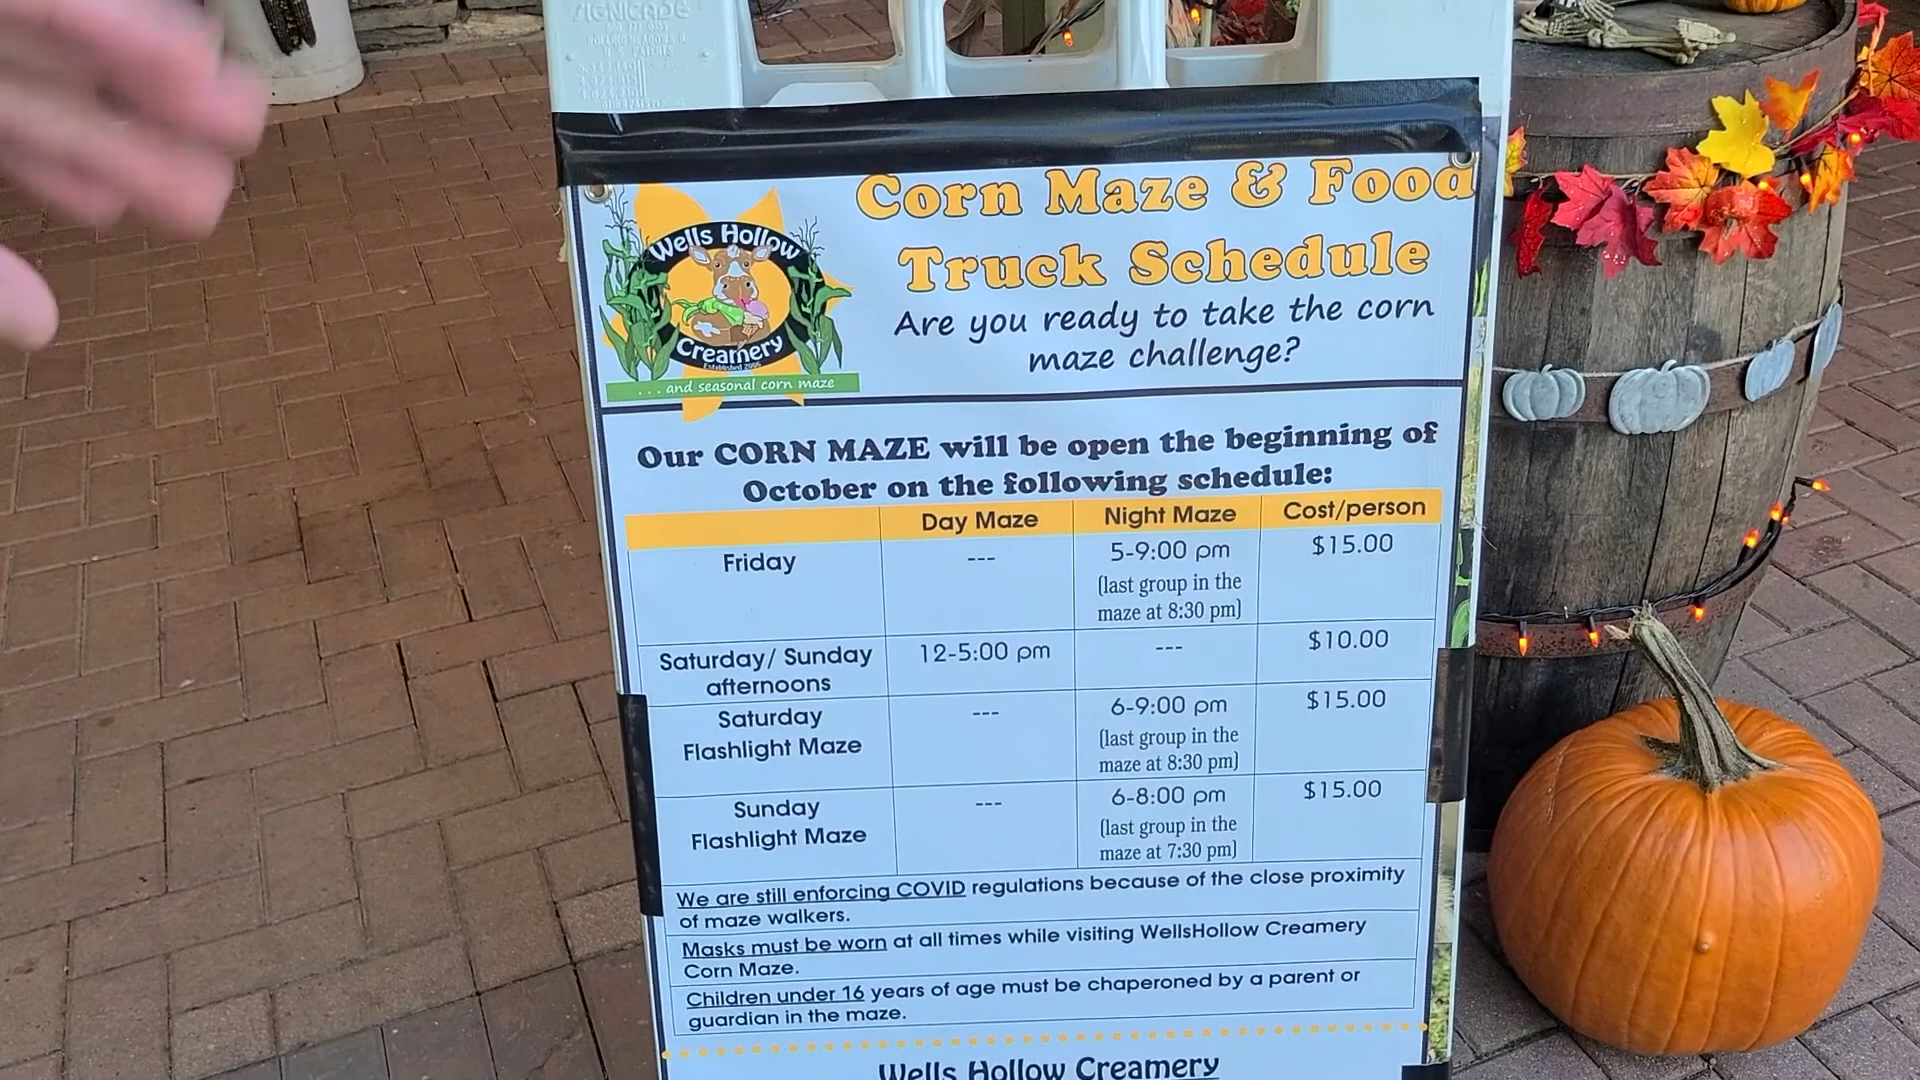 SIGNICADE
Wells Hollow
Creamery
Established 2009
... and seasonal corn maze
Corn Maze & Food
Truck Schedule
Are you ready to take the corn
maze challenge?
Our CORN MAZE will be open the beginning of
October on the following schedule:
Day Maze Night Maze Cost/person
Friday --- 5-9:00 pm $15.00
(last group in the
maze at 8:30 pm)
Saturday/ Sunday 12-5:00 pm --- $10.00
afternoons
Saturday --- 6-9:00 pm $15.00
Flashlight Maze (last group in the
maze at 8:30 pm)
Sunday --- 6-8:00 pm $15.00
Flashlight Maze (last group in the
maze at 7:30 pm)
We are still enforcing COVID regulations because of the close proximity
of maze walkers.
Masks must be worn at all times while visiting WellsHollow Creamery
Corn Maze.
Children under 16 years of age must be chaperoned by a parent or
guardian in the maze.
Wells Hollow Creamery